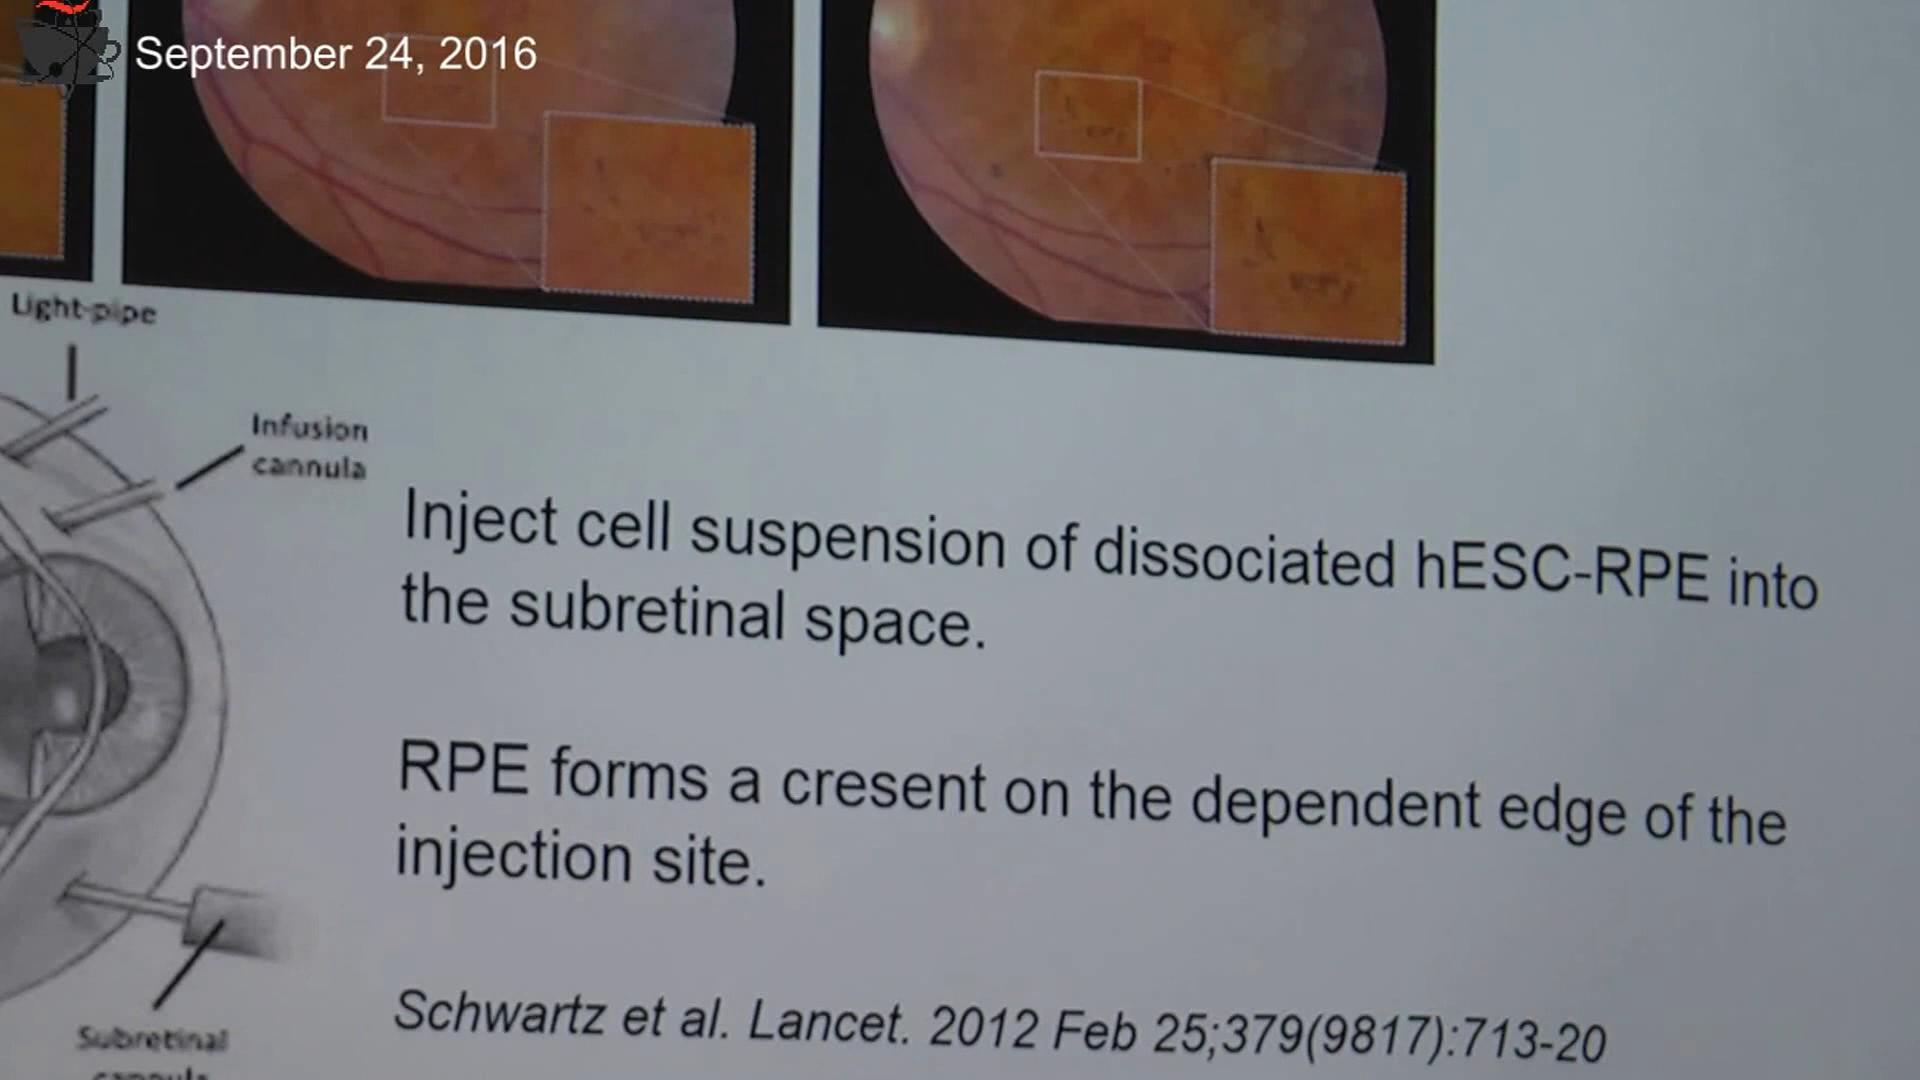 September 24, 2016
Light-pipe
Infusion
cannula
Inject cell suspension of dissociated hESC-RPE into
the subretinal space.
RPE forms a cresent on the dependent edge of the
injection site.
Schwartz et al. Lancet. 2012 Feb 25;379(9817):713-20
Subretinal
cannula